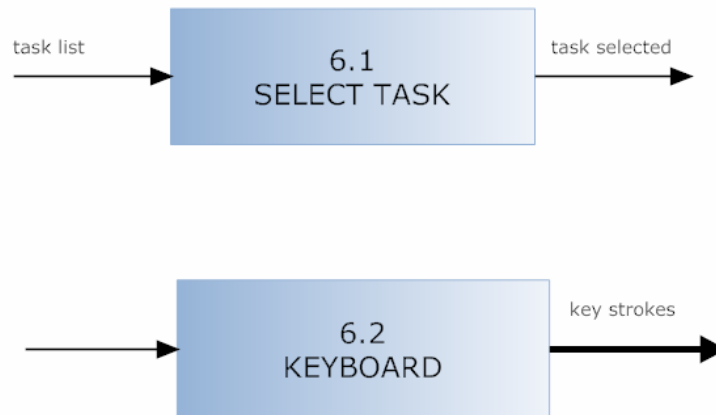 task list
6.1
SELECT TASK
task selected
6.2
KEYBOARD
key strokes